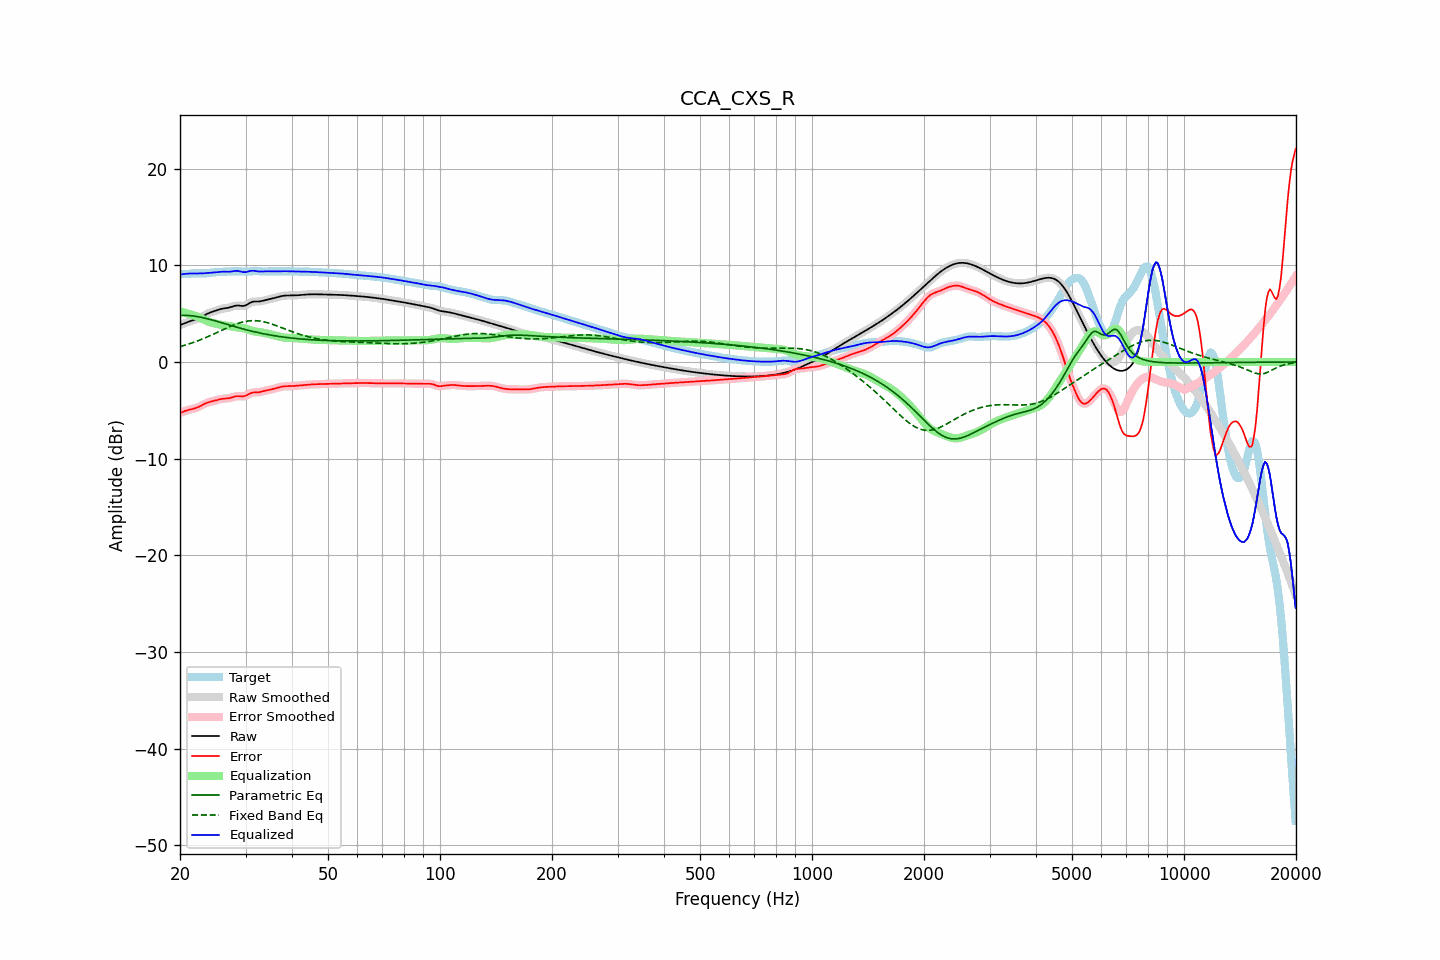 CCA_CXS_R
20
10
0
−10
−20
−30
−40
−50
Amplitude (dBr)
Target
Raw Smoothed
Error Smoothed
Raw
Error
Equalization
Parametric Eq
Fixed Band Eq
Equalized
20 50 100 200 500 1000 2000 5000 10000 20000
Frequency (Hz)